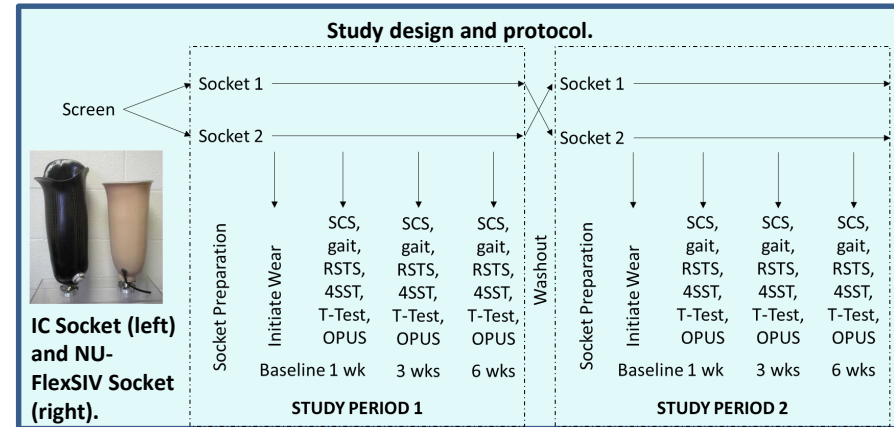 Study design and protocol.
Screen
Socket 1
Socket 2
Socket Preparation
Initiate Wear
SCS,
gait,
RSTS,
4SST,
T-Test,
OPUS
SCS,
gait,
RSTS,
4SST,
T-Test,
OPUS
SCS,
gait,
RSTS,
4SST,
T-Test,
OPUS
Baseline 1 wk 3 wks 6 wks
STUDY PERIOD 1
Washout
Socket 1
Socket 2
Socket Preparation
Initiate Wear
SCS,
gait,
RSTS,
4SST,
T-Test,
OPUS
SCS,
gait,
RSTS,
4SST,
T-Test,
OPUS
SCS,
gait,
RSTS,
4SST,
T-Test,
OPUS
Baseline 1 wk 3 wks 6 wks
STUDY PERIOD 2
IC Socket (left)
and NU-
FlexSIV Socket
(right).